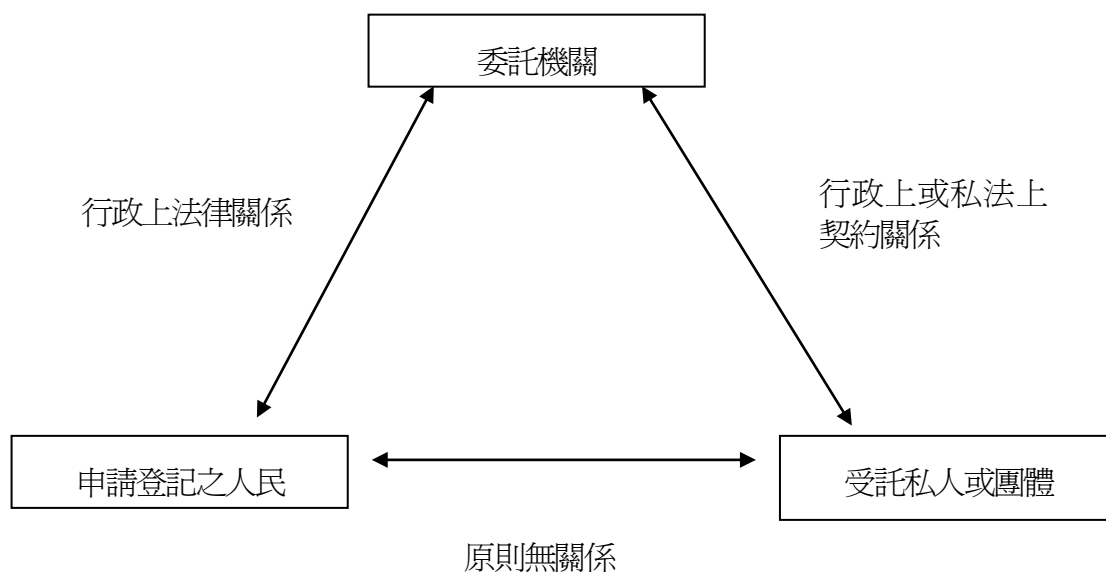 委託機關
行政上法律關係
行政上或私法上
契約關係
申請登記之人民
受託私人或團體
原則無關係